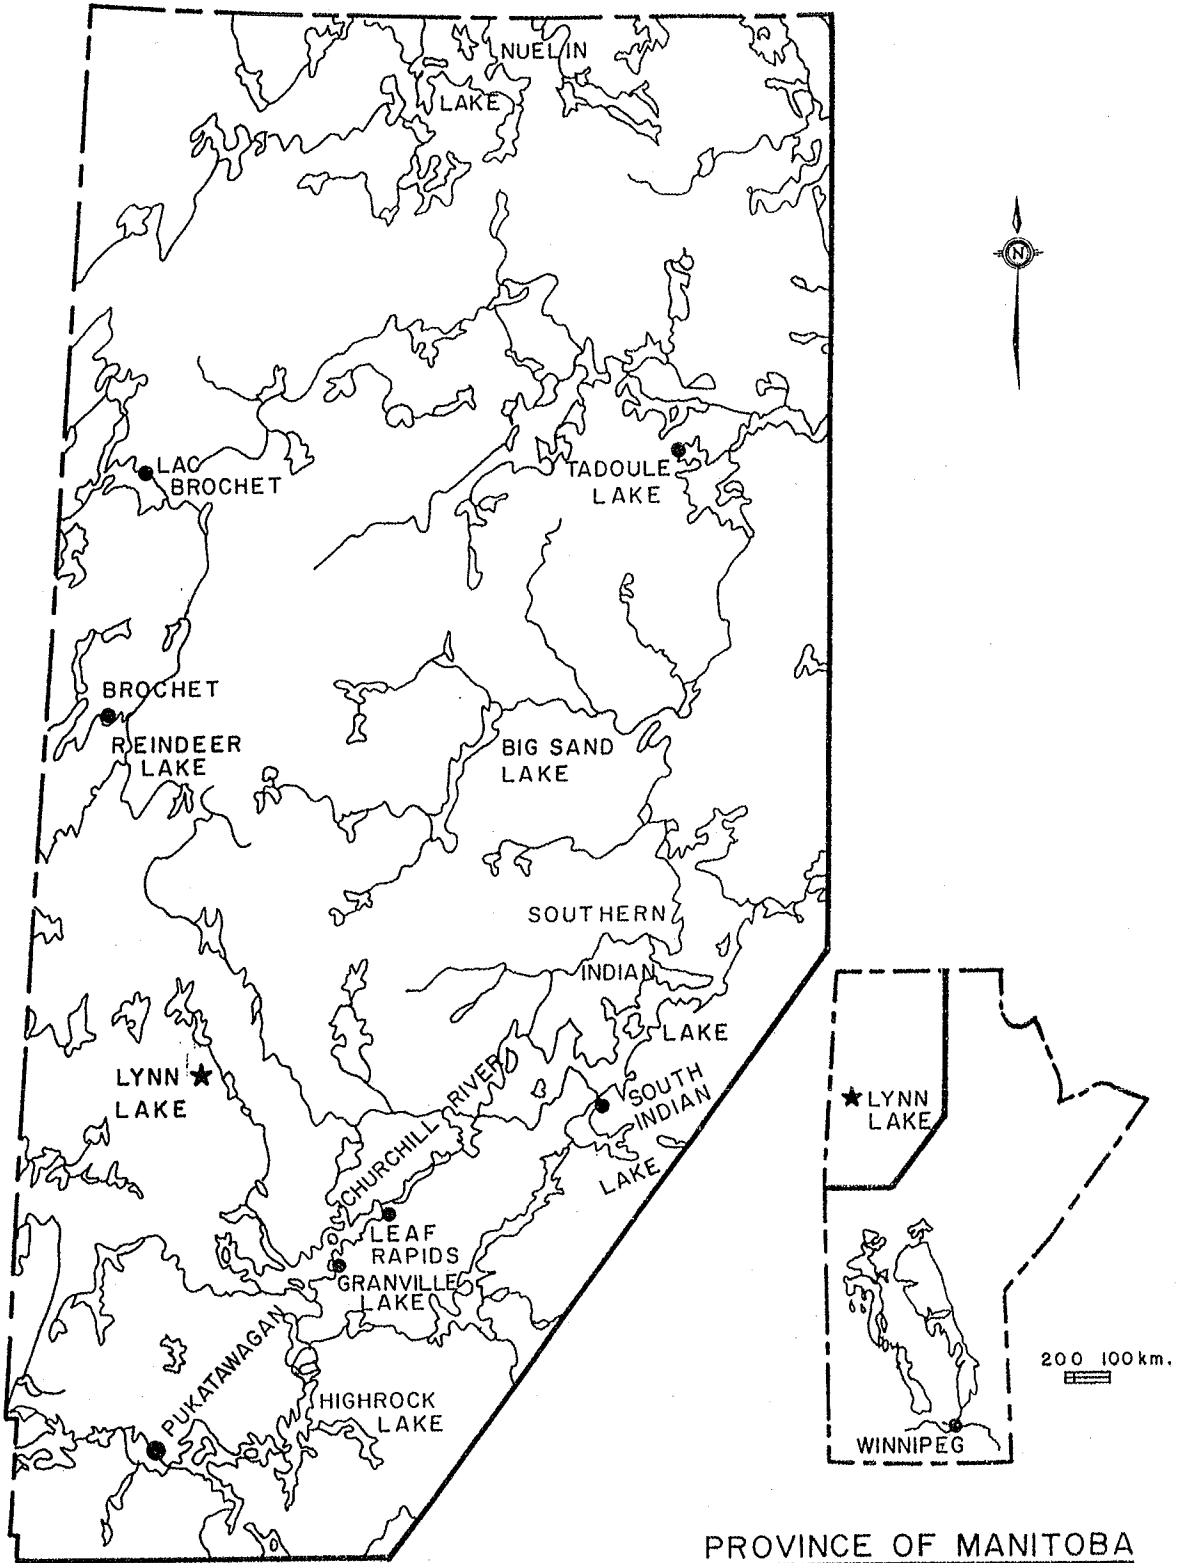 NUELIN
LAKE
N
LAC
BROCHET
TADOULE
LAKE
BROCHET
REINDEER
LAKE
BIG SAND
LAKE
SOUTHERN
INDIAN
LAKE
LYNN
LAKE
CHURCHILL RIVER
SOUTH
INDIAN
LAKE
LEAF
RAPIDS
GRANVILLE
LAKE
PUKATAWAGAN
HIGHROCK
LAKE
LYNN
LAKE
200 100 km.
WINNIPEG
PROVINCE OF MANITOBA